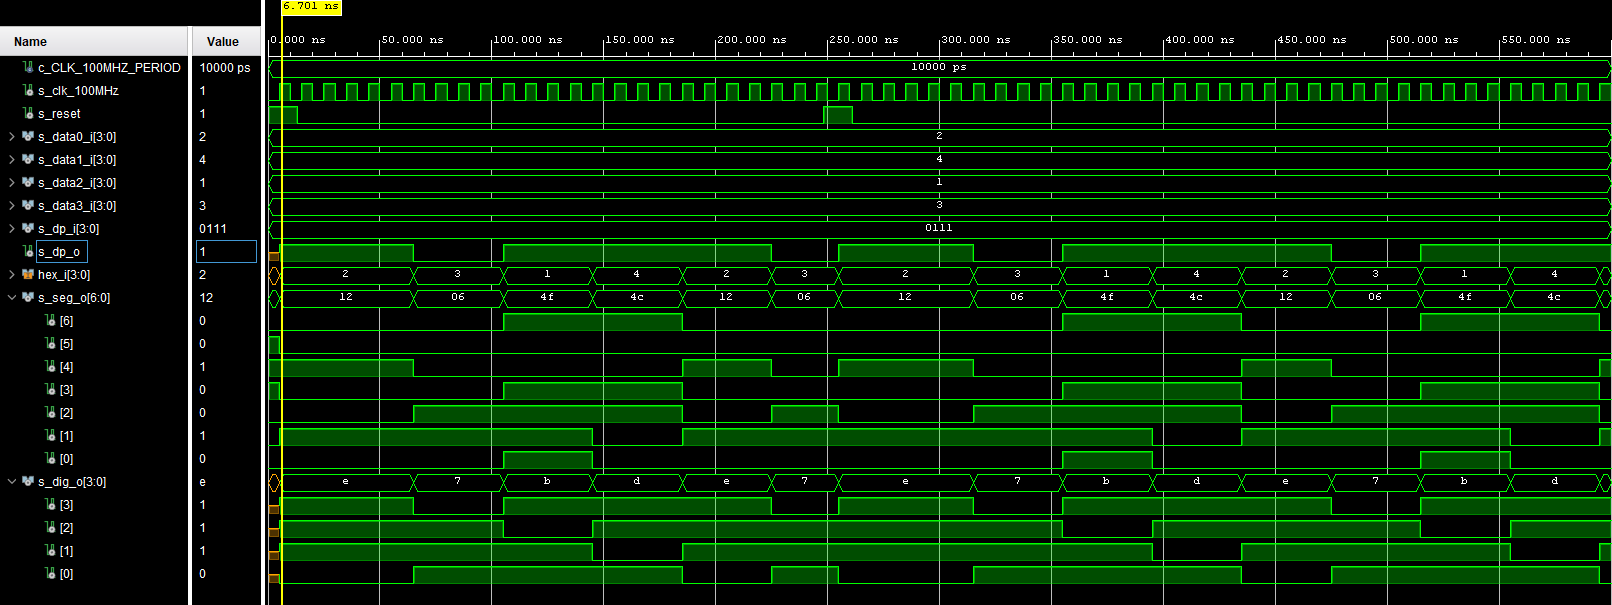 6.701 ns
Name Value 0.000 ns 50.000 ns 100.000 ns 150.000 ns 200.000 ns 250.000 ns 300.000 ns 350.000 ns 400.000 ns 450.000 ns 500.000 ns 550.000 ns
c_CLK_100MHZ_PERIOD 10000 ps 10000 ps
s_clk_100MHz 1
s_reset 1
s_data0_i[3:0] 2 2
s_data1_i[3:0] 4 4
s_data2_i[3:0] 1 1
s_data3_i[3:0] 3 3
s_dp_i[3:0] 0111 0111
s_dp_o 1
hex_i[3:0] 2 2 3 1 4 2 3 2 3 1 4 2 3 1 4
s_seg_o[6:0] 12 12 06 4f 4c 12 06 12 06 4f 4c 12 06 4f 4c
[6] 0
[5] 0
[4] 1
[3] 0
[2] 0
[1] 1
[0] 0
s_dig_o[3:0] e e 7 b d e 7 e 7 b d e 7 b d
[3] 1
[2] 1
[1] 1
[0] 0